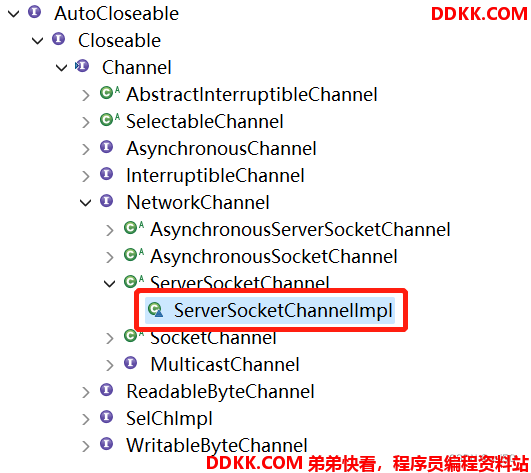 AutoCloseable
DDKK.COM
Closeable
Channel
AbstractInterruptibleChannel
SelectableChannel
AsynchronousChannel
InterruptibleChannel
NetworkChannel
AsynchronousServerSocketChannel
AsynchronousSocketChannel
ServerSocketChannel
ServerSocketChannelImpl
SocketChannel
MulticastChannel
ReadableByteChannel
SelChImpl
WritableByteChannel
DDKK.COM 弟弟快看，程序员编程资料站